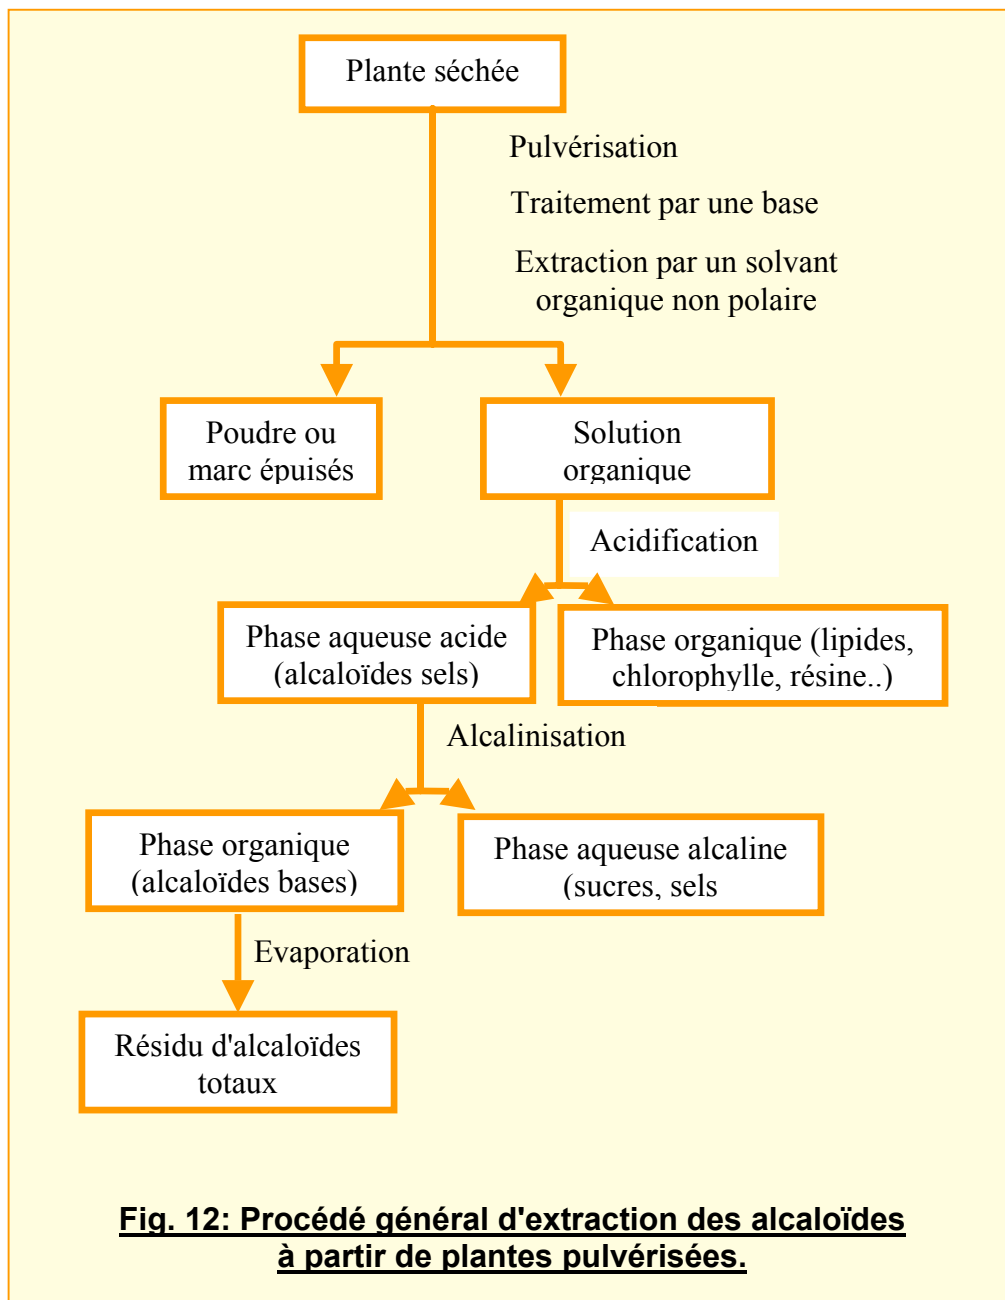 Plante séchée
Pulvérisation
Traitement par une base
Extraction par un solvant
organique non polaire
Poudre ou
marc épuisés
Solution
organique
Acidification
Phase aqueuse acide
(alcaloïdes sels)
Phase organique (lipides,
chlorophylle, résine..)
Alcalinisation
Phase organique
(alcaloïdes bases)
Phase aqueuse alcaline
(sucres, sels
Evaporation
Résidu d'alcaloïdes
totaux
Fig. 12: Procédé général d'extraction des alcaloïdes
à partir de plantes pulvérisées.